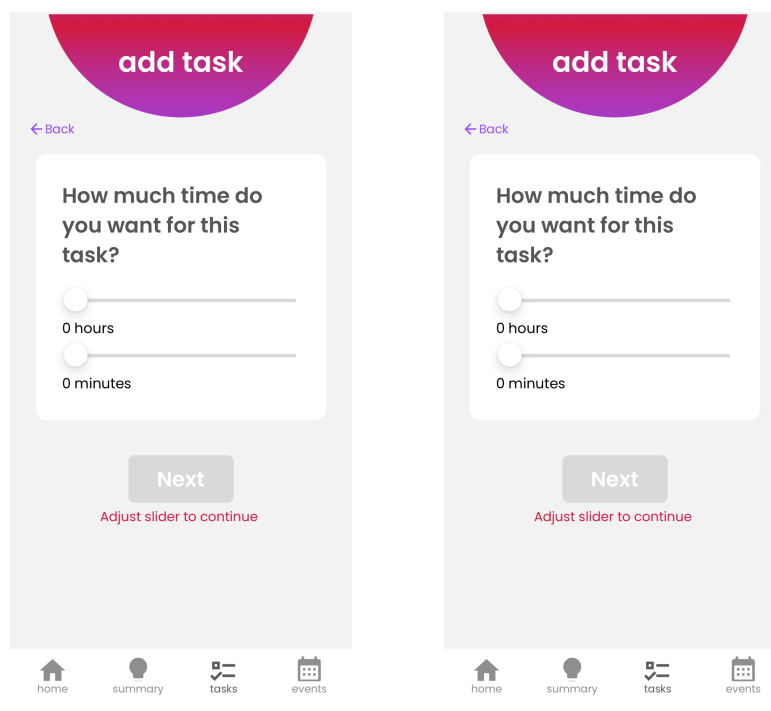 add task
Back
How much time do
you want for this
task?
0 hours
0 minutes
Next
Adjust slider to continue
home summary tasks events
add task
Back
How much time do
you want for this
task?
0 hours
0 minutes
Next
Adjust slider to continue
home summary tasks events